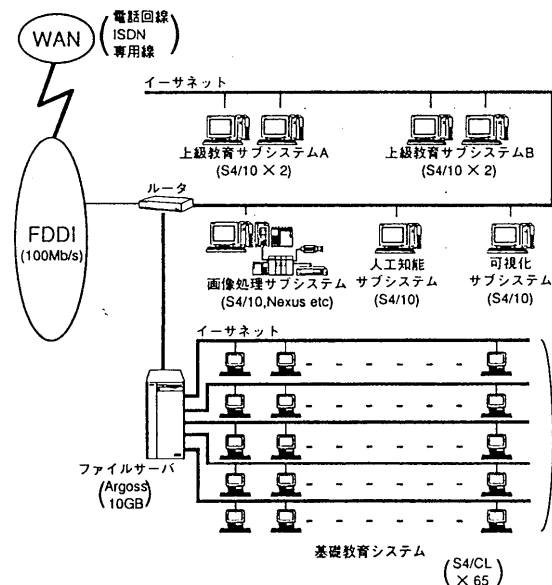 WAN
電話回線
ISDN
専用線
イーサネット
上級教育サブシステムA
(S4/10 × 2)
上級教育サブシステムB
(S4/10 × 2)
ルータ
FDDI
(100Mb/s)
画像処理サブシステム
(S4/10,Nexus etc)
人工知能
サブシステム
(S4/10)
可視化
サブシステム
(S4/10)
イーサネット
ファイルサーバ
(Argoss
10GB)
基礎教育システム
(S4/CL
× 65)